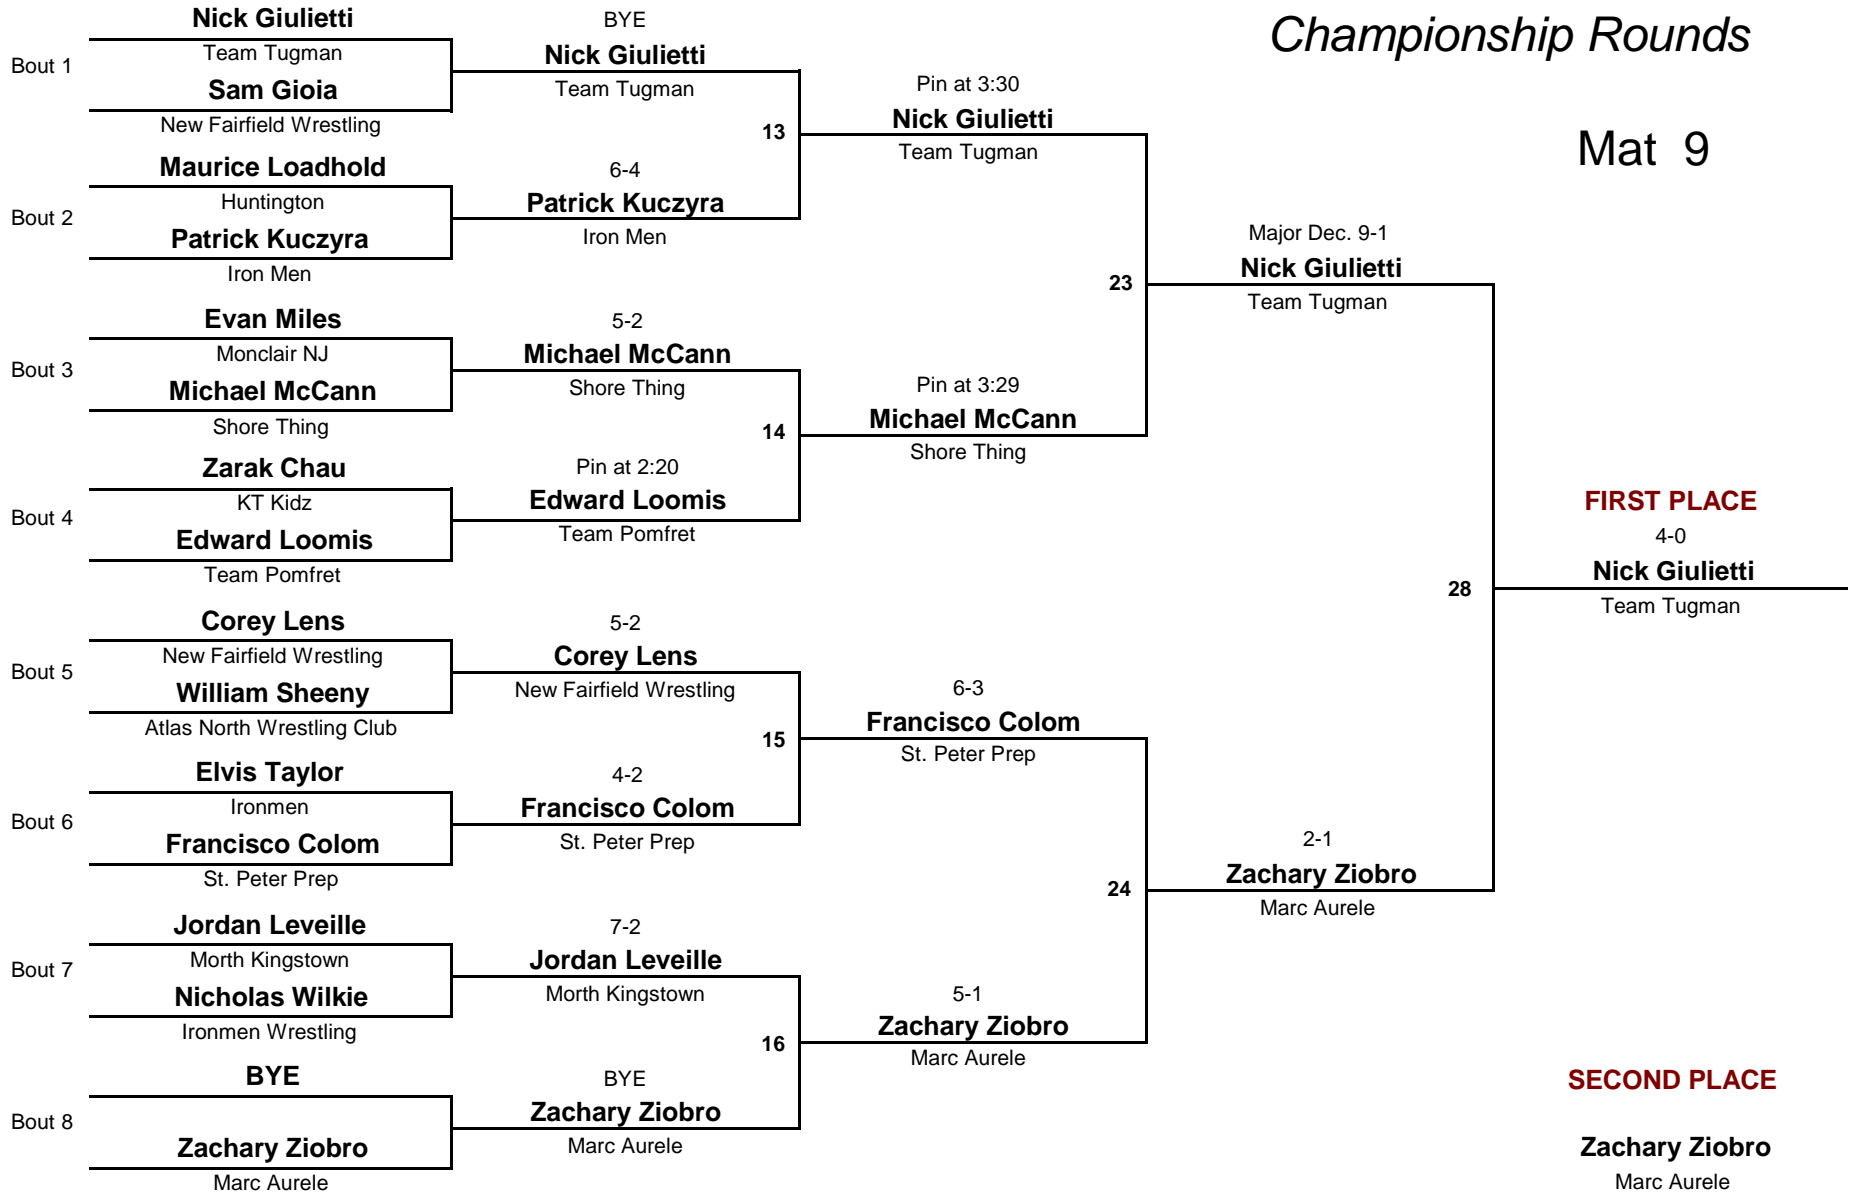 Championship Rounds
Mat 9
Bout 1
Nick Giulietti
Team Tugman
Sam Gioia
New Fairfield Wrestling
Bout 2
Maurice Loadhold
Huntington
Patrick Kuczyra
Iron Men
Bout 3
Evan Miles
Monclair NJ
Michael McCann
Shore Thing
Bout 4
Zarak Chau
KT Kidz
Edward Loomis
Team Pomfret
Bout 5
Corey Lens
New Fairfield Wrestling
William Sheeny
Atlas North Wrestling Club
Bout 6
Elvis Taylor
Ironmen
Francisco Colom
St. Peter Prep
Bout 7
Jordan Leveille
Morth Kingstown
Nicholas Wilkie
Ironmen Wrestling
Bout 8
BYE
Zachary Ziobro
Marc Aurele
BYE
Nick Giulietti
Team Tugman
13
6-4
Patrick Kuczyra
Iron Men
5-2
Michael McCann
Shore Thing
14
Pin at 2:20
Edward Loomis
Team Pomfret
5-2
Corey Lens
New Fairfield Wrestling
15
4-2
Francisco Colom
St. Peter Prep
7-2
Jordan Leveille
Morth Kingstown
16
BYE
Zachary Ziobro
Marc Aurele
Pin at 3:30
Nick Giulietti
Team Tugman
23
Pin at 3:29
Michael McCann
Shore Thing
6-3
Francisco Colom
St. Peter Prep
24
5-1
Zachary Ziobro
Marc Aurele
Major Dec. 9-1
Nick Giulietti
Team Tugman
28
2-1
Zachary Ziobro
Marc Aurele
FIRST PLACE
4-0
Nick Giulietti
Team Tugman
SECOND PLACE
Zachary Ziobro
Marc Aurele